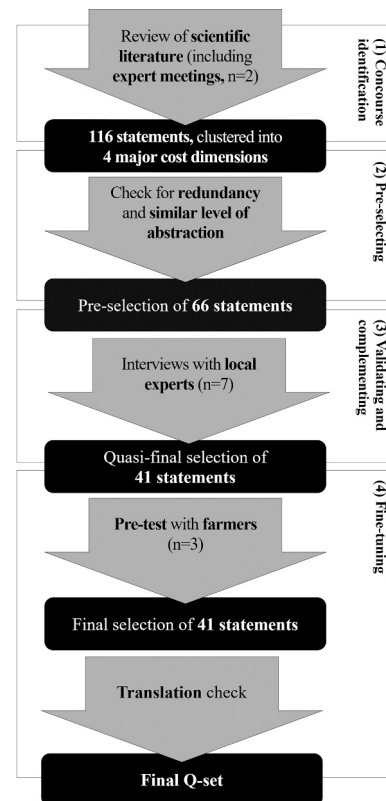 Review of scientific
literature (including
expert meetings, n=2)
(1) Concourse
identification
116 statements, clustered into
4 major cost dimensions
Check for redundancy
and similar level of
abstraction
(2) Pre-selecting
Pre-selection of 66 statements
Interviews with local
experts (n=7)
(3) Validating and
complementing
Quasi-final selection of
41 statements
Pre-test with farmers
(n=3)
(4) Fine-tuning
Final selection of 41 statements
Translation check
Final Q-set